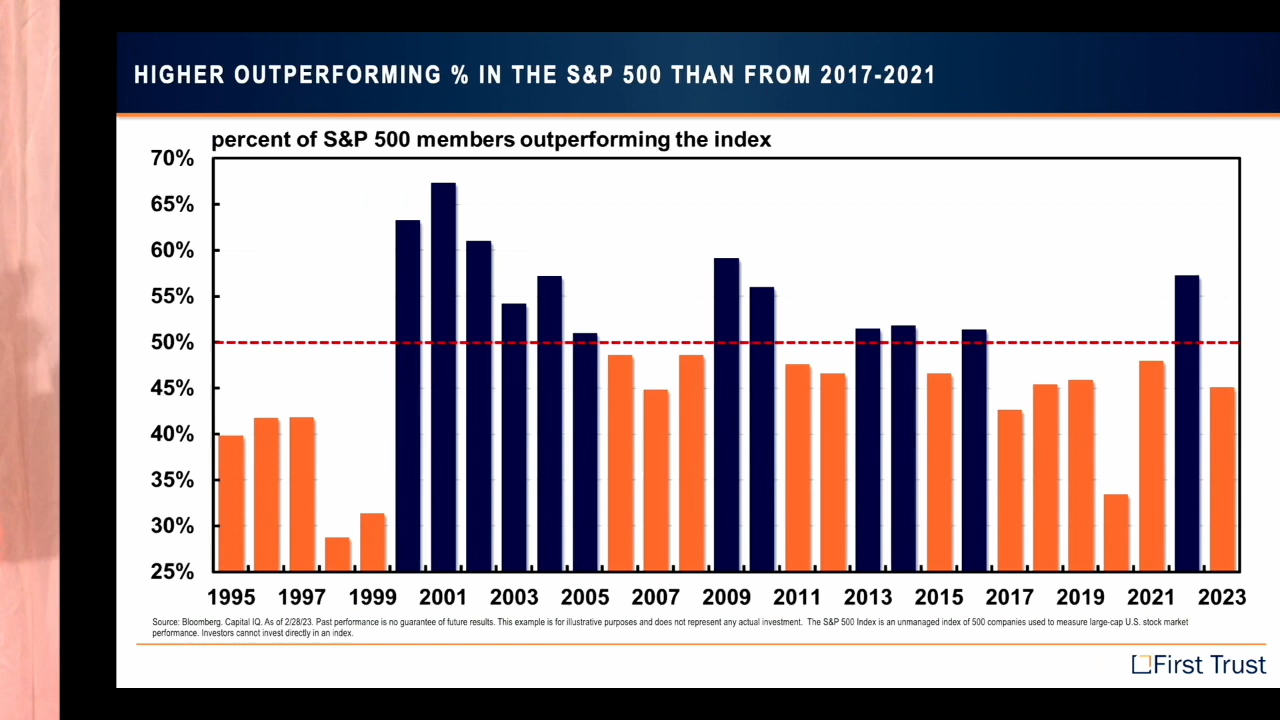 HIGHER OUTPERFORMING % IN THE S&P 500 THAN FROM 2017-2021
percent of S&P 500 members outperforming the index
70%
65%
60%
55%
50%
45%
40%
35%
30%
25%
1995 1997 1999 2001 2003 2005 2007 2009 2011 2013 2015 2017 2019 2021 2023
Source: Bloomberg. Capital IQ. As of 2/28/23. Past performance is no guarantee of future results. This example is for illustrative purposes and does not represent any actual investment. The S&P 500 Index is an unmanaged index of 500 companies used to measure large-cap U.S. stock market
performance. Investors cannot invest directly in an index.
First Trust